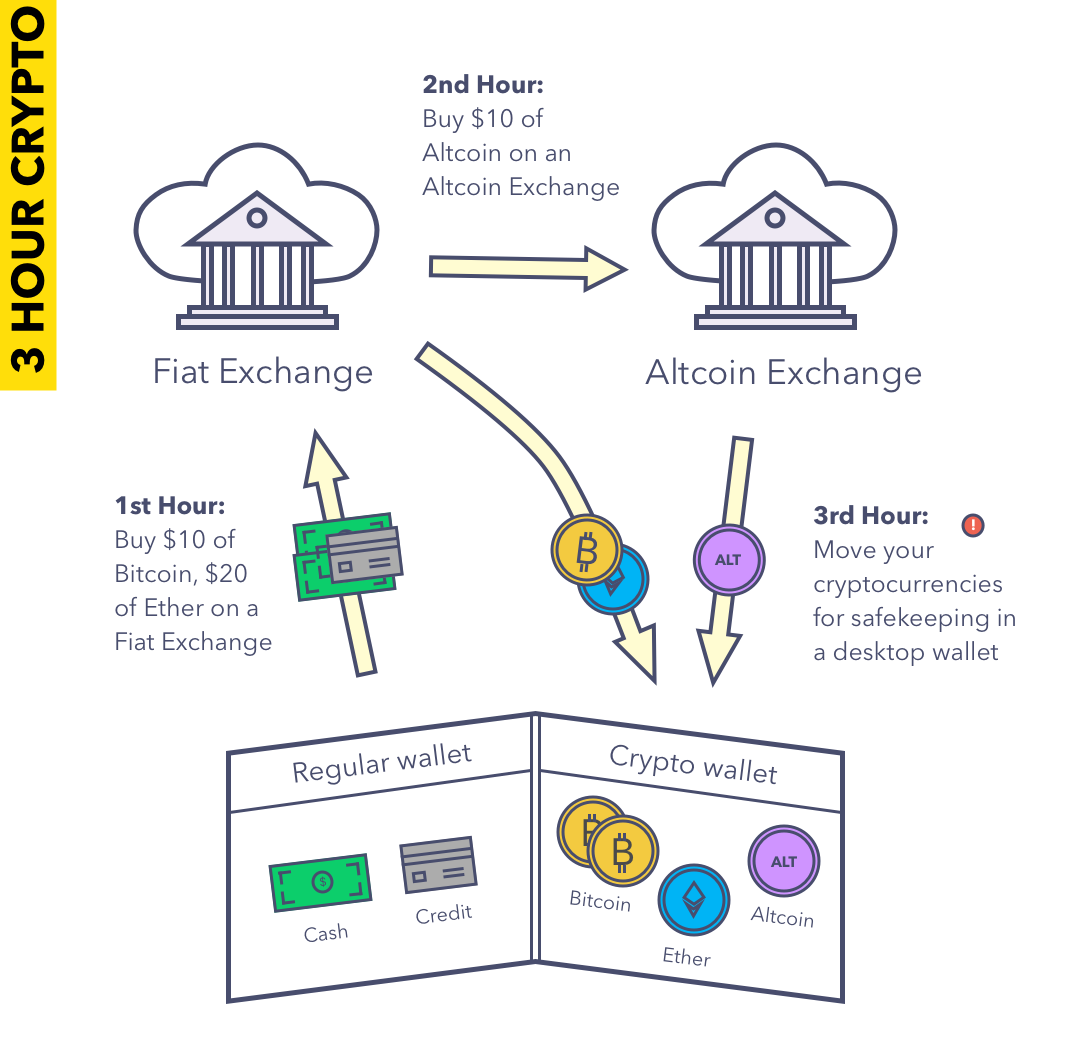 3 HOUR CRYPTO
2nd Hour:
Buy $10 of
Altcoin on an
Altcoin Exchange
Fiat Exchange
Altcoin Exchange
1st Hour:
Buy $10 of
Bitcoin, $20
of Ether on a
Fiat Exchange
ALT
3rd Hour:
!
Move your
cryptocurrencies
for safekeeping in
a desktop wallet
Regular wallet
Crypto wallet
$
Cash
Credit
Bitcoin
Ether
ALT
Altcoin